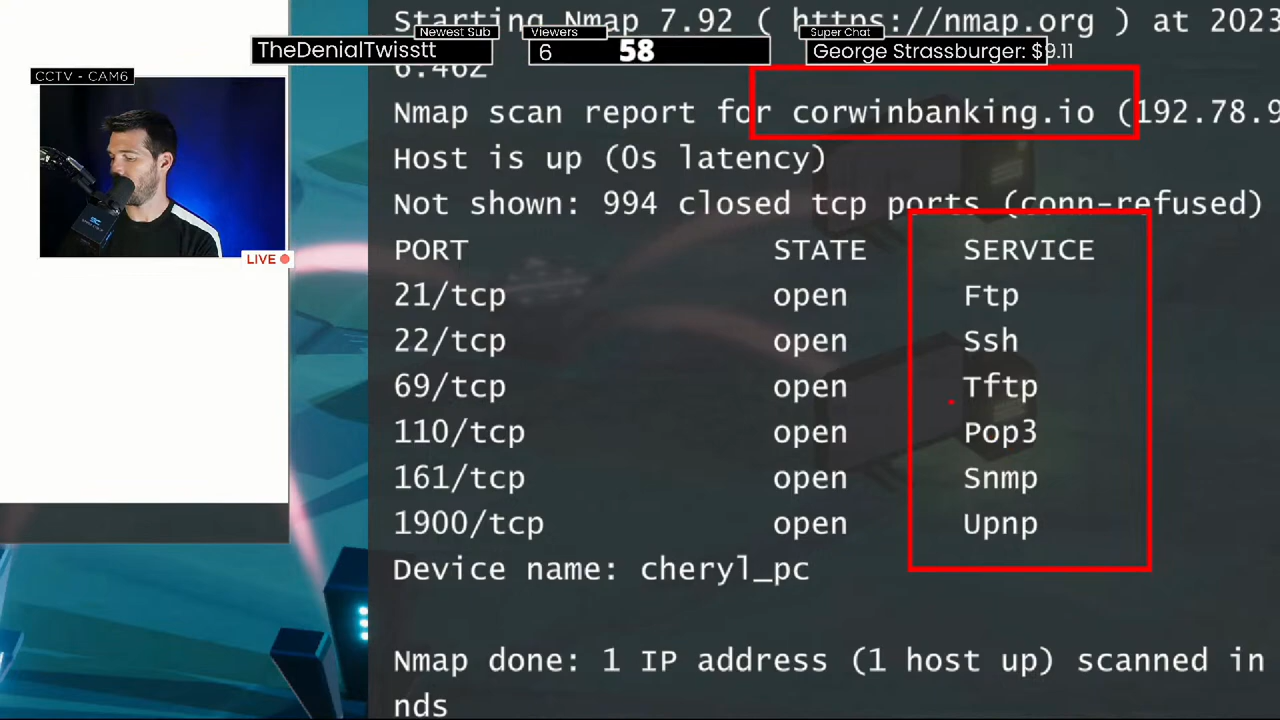 Starting Nmap 7.92 ( https://nmap.org ) at 2023
Newest Sub
TheDenialTwisstt
Viewers
6 58
Super Chat
George Strassburger: $9.11
CCTV - CAM6
LIVE
Nmap scan report for corwinbanking.io (192.78.9
Host is up (0s latency)
Not shown: 994 closed tcp ports (conn-refused)
PORT STATE SERVICE
21/tcp open Ftp
22/tcp open Ssh
69/tcp open Tftp
110/tcp open Pop3
161/tcp open Snmp
1900/tcp open Upnp
Device name: cheryl_pc
Nmap done: 1 IP address (1 host up) scanned in
nds